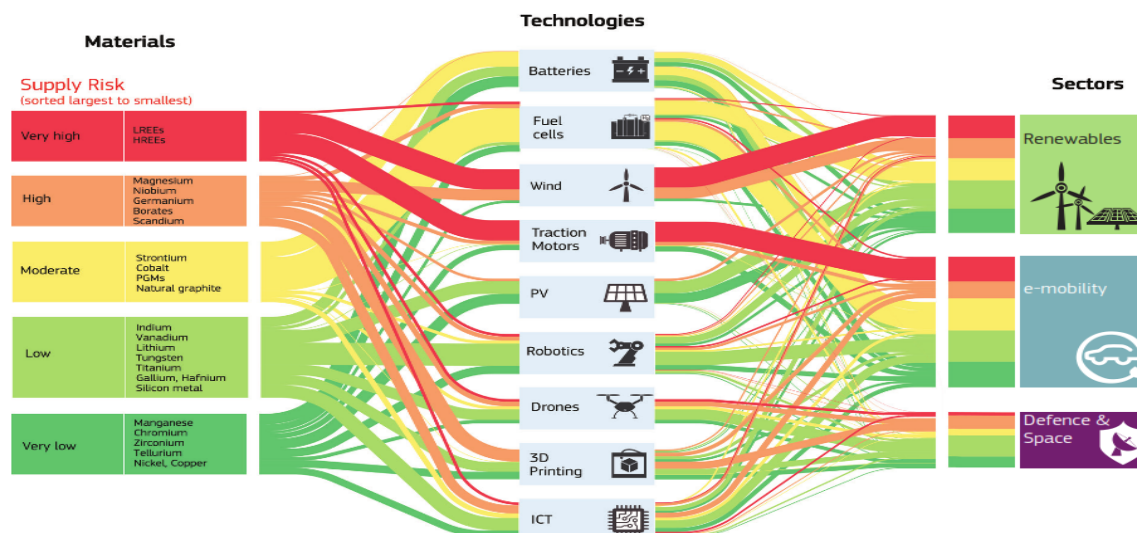 Technologies
Materials
Sectors
Supply Risk
(sorted largest to smallest)
Very high
LREEs
HREEs
High
Magnesium
Niobium
Germanium
Borates
Scandium
Moderate
Strontium
Cobalt
PGMs
Natural graphite
Low
Indium
Vanadium
Lithium
Tungsten
Titanium
Gallium, Hafnium
Silicon metal
Very low
Manganese
Chromium
Zirconium
Tellurium
Nickel, Copper
Batteries
Fuel
cells
Wind
Traction
Motors
PV
Robotics
Drones
3D
Printing
ICT
Renewables
e-mobility
Defence &
Space